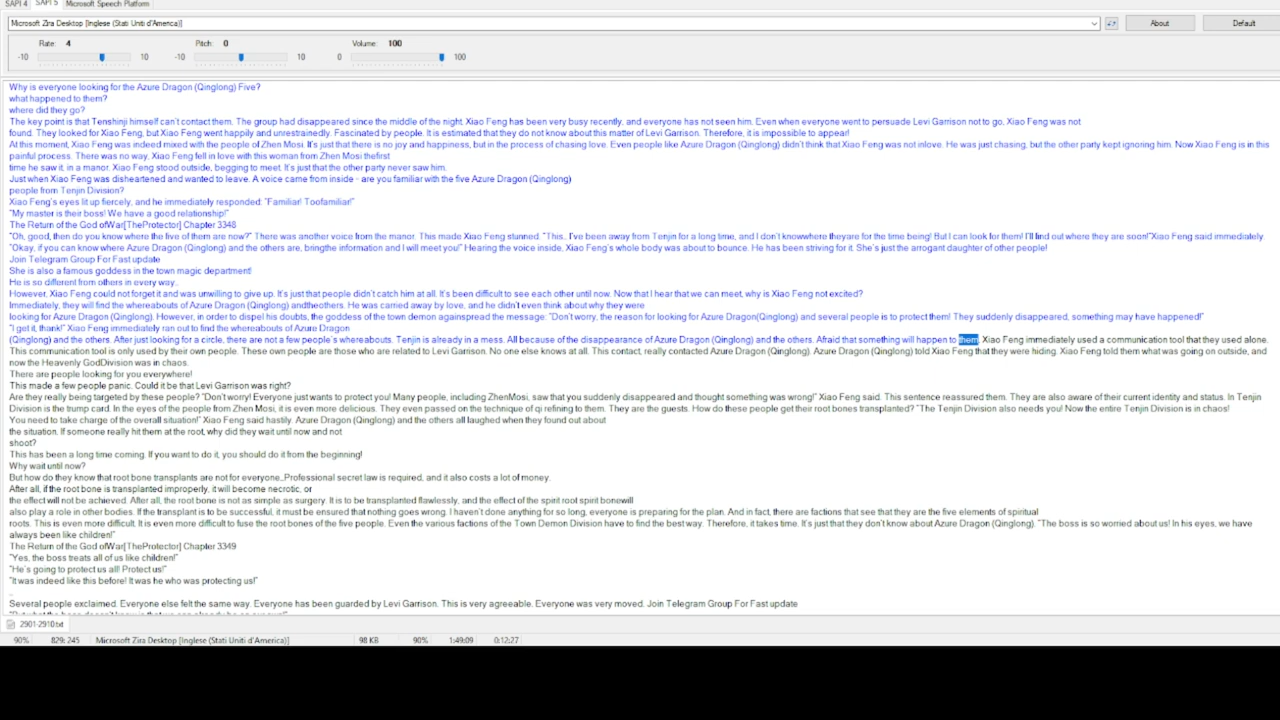 SAPI 4 SAPI 5 Microsoft Speech Platform
Microsoft Zira Desktop [Inglese (Stati Uniti d'America)]
About
Default
Rate: 4 Pitch: 0 Volume: 100
-10 10 -10 10 0 100
Why is everyone looking for the Azure Dragon (Qinglong) Five?
what happened to them?
where did they go?
The key point is that Tenshinji himself can't contact them. The group had disappeared since the middle of the night. Xiao Feng has been very busy recently, and everyone has not seen him. Even when everyone went to persuade Levi Garrison not to go, Xiao Feng was not
found. They looked for Xiao Feng, but Xiao Feng went happily and unrestrainedly. Fascinated by people. It is estimated that they do not know about this matter of Levi Garrison. Therefore, it is impossible to appear!
At this moment, Xiao Feng was indeed mixed with the people of Zhen Mosi. It's just that there is no joy and happiness, but in the process of chasing love. Even people like Azure Dragon (Qinglong) didn't think that Xiao Feng was not inlove. He was just chasing, but the other party kept ignoring him. Now Xiao Feng is in this
painful process. There was no way, Xiao Feng fell in love with this woman from Zhen Mosi thefirst
time he saw it, in a manor. Xiao Feng stood outside, begging to meet. It's just that the other party never saw him.
Just when Xiao Feng was disheartened and wanted to leave. A voice came from inside - are you familiar with the five Azure Dragon (Qinglong)
people from Tenjin Division?
Xiao Feng's eyes lit up fiercely, and he immediately responded: "Familiar! Toofamiliar!"
"My master is their boss! We have a good relationship!"
The Return of the God ofWar[TheProtector] Chapter 3348
"Oh, good, then do you know where the five of them are now?" There was another voice from the manor. This made Xiao Feng stunned. "This.. I've been away from Tenjin for a long time, and I don't knowwhere theyare for the time being! But I can look for them! I'll find out where they are soon!"Xiao Feng said immediately.
"Okay, if you can know where Azure Dragon (Qinglong) and the others are, bringthe information and I will meet you!" Hearing the voice inside, Xiao Feng's whole body was about to bounce. He has been striving for it. She's just the arrogant daughter of other people!
Join Telegram Group For Fast update
She is also a famous goddess in the town magic department!
He is so different from others in every way..
However, Xiao Feng could not forget it and was unwilling to give up. It's just that people didn't catch him at all. It's been difficult to see each other until now. Now that I hear that we can meet, why is Xiao Feng not excited?
Immediately, they will find the whereabouts of Azure Dragon (Qinglong) andtheothers. He was carried away by love, and he didn't even think about why they were
looking for Azure Dragon (Qinglong). However, in order to dispel his doubts, the goddess of the town demon againspread the message: "Don't worry, the reason for looking for Azure Dragon(Qinglong) and several people is to protect them! They suddenly disappeared, something may have happened!"
"I get it, thank!" Xiao Feng immediately ran out to find the whereabouts of Azure Dragon
(Qinglong) and the others. After just looking for a circle, there are not a few people's whereabouts. Tenjin is already in a mess. All because of the disappearance of Azure Dragon (Qinglong) and the others. Afraid that something will happen to them. Xiao Feng immediately used a communication tool that they used alone.
This communication tool is only used by their own people. These own people are those who are related to Levi Garrison. No one else knows at all. This contact, really contacted Azure Dragon (Qinglong). Azure Dragon (Qinglong) told Xiao Feng that they were hiding. Xiao Feng told them what was going on outside, and
now the Heavenly GodDivision was in chaos.
There are people looking for you everywhere!
This made a few people panic. Could it be that Levi Garrison was right?
Are they really being targeted by these people? "Don't worry! Everyone just wants to protect you! Many people, including ZhenMosi, saw that you suddenly disappeared and thought something was wrong!" Xiao Feng said. This sentence reassured them. They are also aware of their current identity and status. In Tenjin
Division is the trump card. In the eyes of the people from Zhen Mosi, it is even more delicious. They even passed on the technique of qi refining to them. They are the guests. How do these people get their root bones transplanted? "The Tenjin Division also needs you! Now the entire Tenjin Division is in chaos!
You need to take charge of the overall situation!" Xiao Feng said hastily. Azure Dragon (Qinglong) and the others all laughed when they found out about
the situation. If someone really hit them at the root, why did they wait until now and not
shoot?
This has been a long time coming. If you want to do it, you should do it from the beginning!
Why wait until now?
But how do they know that root bone transplants are not for everyone,,Professional secret law is required, and it also costs a lot of money.
After all, if the root bone is transplanted improperly, it will become necrotic, or
the effect will not be achieved. After all, the root bone is not as simple as surgery. It is to be transplanted flawlessly, and the effect of the spirit root spirit bonewill
also play a role in other bodies. If the transplant is to be successful, it must be ensured that nothing goes wrong. I haven't done anything for so long, everyone is preparing for the plan. And in fact, there are factions that see that they are the five elements of spiritual
roots. This is even more difficult. It is even more difficult to fuse the root bones of the five people. Even the various factions of the Town Demon Division have to find the best way. Therefore, it takes time. It's just that they don't know about Azure Dragon (Qinglong). "The boss is so worried about us! In his eyes, we have
always been like children!"
The Return of the God ofWar[TheProtector] Chapter 3349
"Yes, the boss treats all of us like children!"
"He's going to protect us all! Protect us!"
"It was indeed like this before! It was he who was protecting us!"
..
Several people exclaimed. Everyone else felt the same way. Everyone has been guarded by Levi Garrison. This is very agreeable. Everyone was very moved. Join Telegram Group For Fast update
2901-2910.txt
90% 829: 245 Microsoft Zira Desktop [Inglese (Stati Uniti d'America)] 98 KB 90% 1:49:09 0:12:27